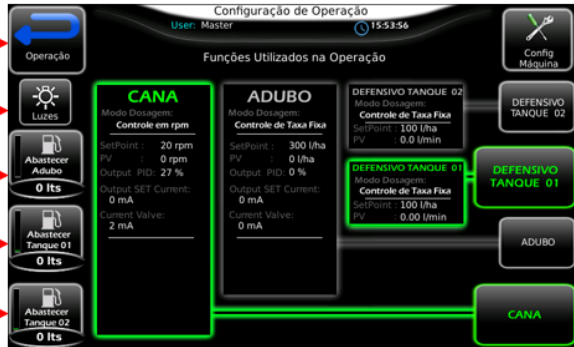 Configuração de Operação
User: Master
15:53:56
Operação
Funções Utilizados na Operação
Config
Máquina
Luzes
Abastecer
Adubo
0 lts
Abastecer
Tanque 01
0 lts
Abastecer
Tanque 02
0 lts
CANA
Modo Dosagem:
Controle em rpm
SetPoint : 20 rpm
PV : 0 rpm
Output PID: 27 %
Output SET Current:
0 mA
Current Valve:
2 mA
ADUBO
Modo Dosagem:
Controle de Taxa Fixa
SetPoint : 300 l/ha
PV : 0 l/ha
Output PID: 0 %
Output SET Current:
0 mA
Current Valve:
0 mA
DEFENSIVO TANQUE 02
Modo Dosagem:
Controle de Taxa Fixa
SetPoint : 100 l/ha
PV : 0.0 l/min
DEFENSIVO TANQUE 01
Modo Dosagem:
Controle de Taxa Fixa
SetPoint : 100 l/ha
PV : 0.00 l/min
DEFENSIVO
TANQUE 02
DEFENSIVO
TANQUE 01
ADUBO
CANA